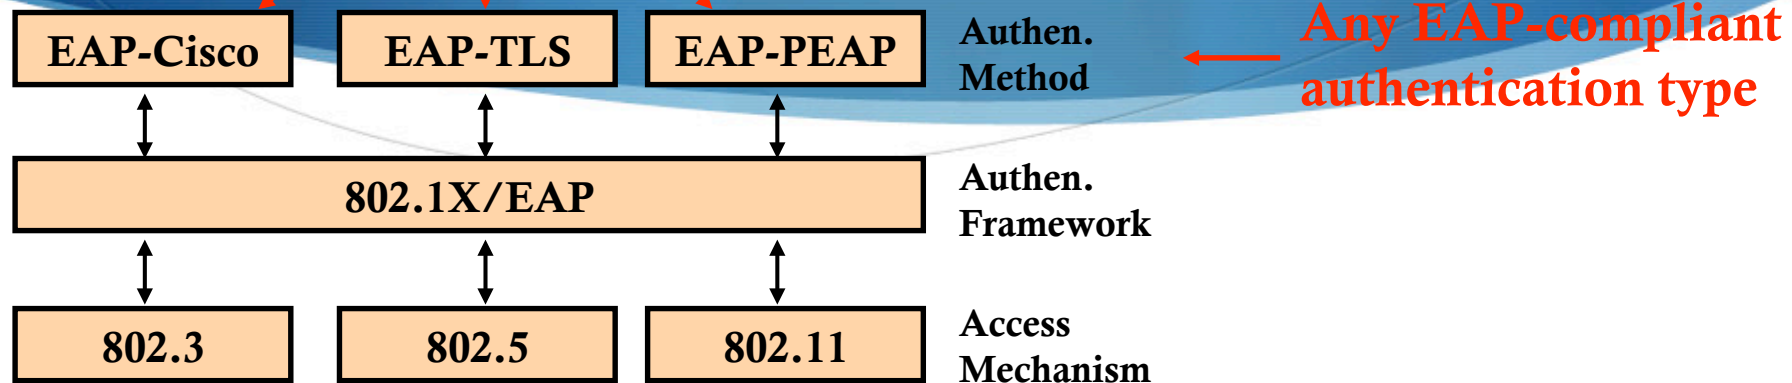 EAP-Cisco
EAP-TLS
EAP-PEAP
Authen.
Method
Any EAP-compliant
authentication type
802.1X/EAP
Authen.
Framework
802.3
802.5
802.11
Access
Mechanism